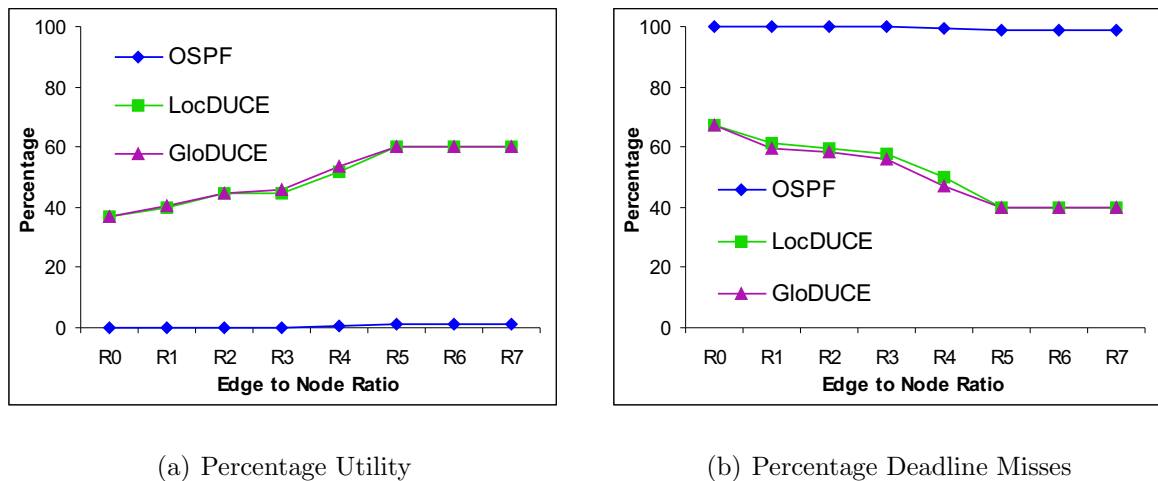 100
80
60
40
20
0
Percentage
OSPF
LocDUCE
GloDUCE
R0 R1 R2 R3 R4 R5 R6 R7
Edge to Node Ratio
(a) Percentage Utility
100
80
60
40
20
0
Percentage
OSPF
LocDUCE
GloDUCE
R0 R1 R2 R3 R4 R5 R6 R7
Edge to Node Ratio
(b) Percentage Deadline Misses